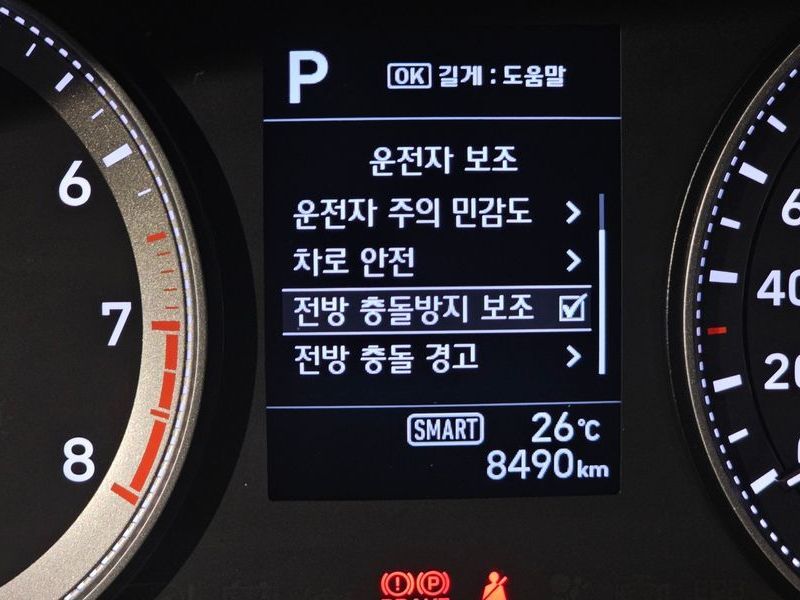 P
OK 길게 : 도움말
운전자 보조
운전자 주의 민감도
차로 안전
전방 충돌방지 보조
전방 충돌 경고
SMART 26℃
8490km
6
7
8
40
20